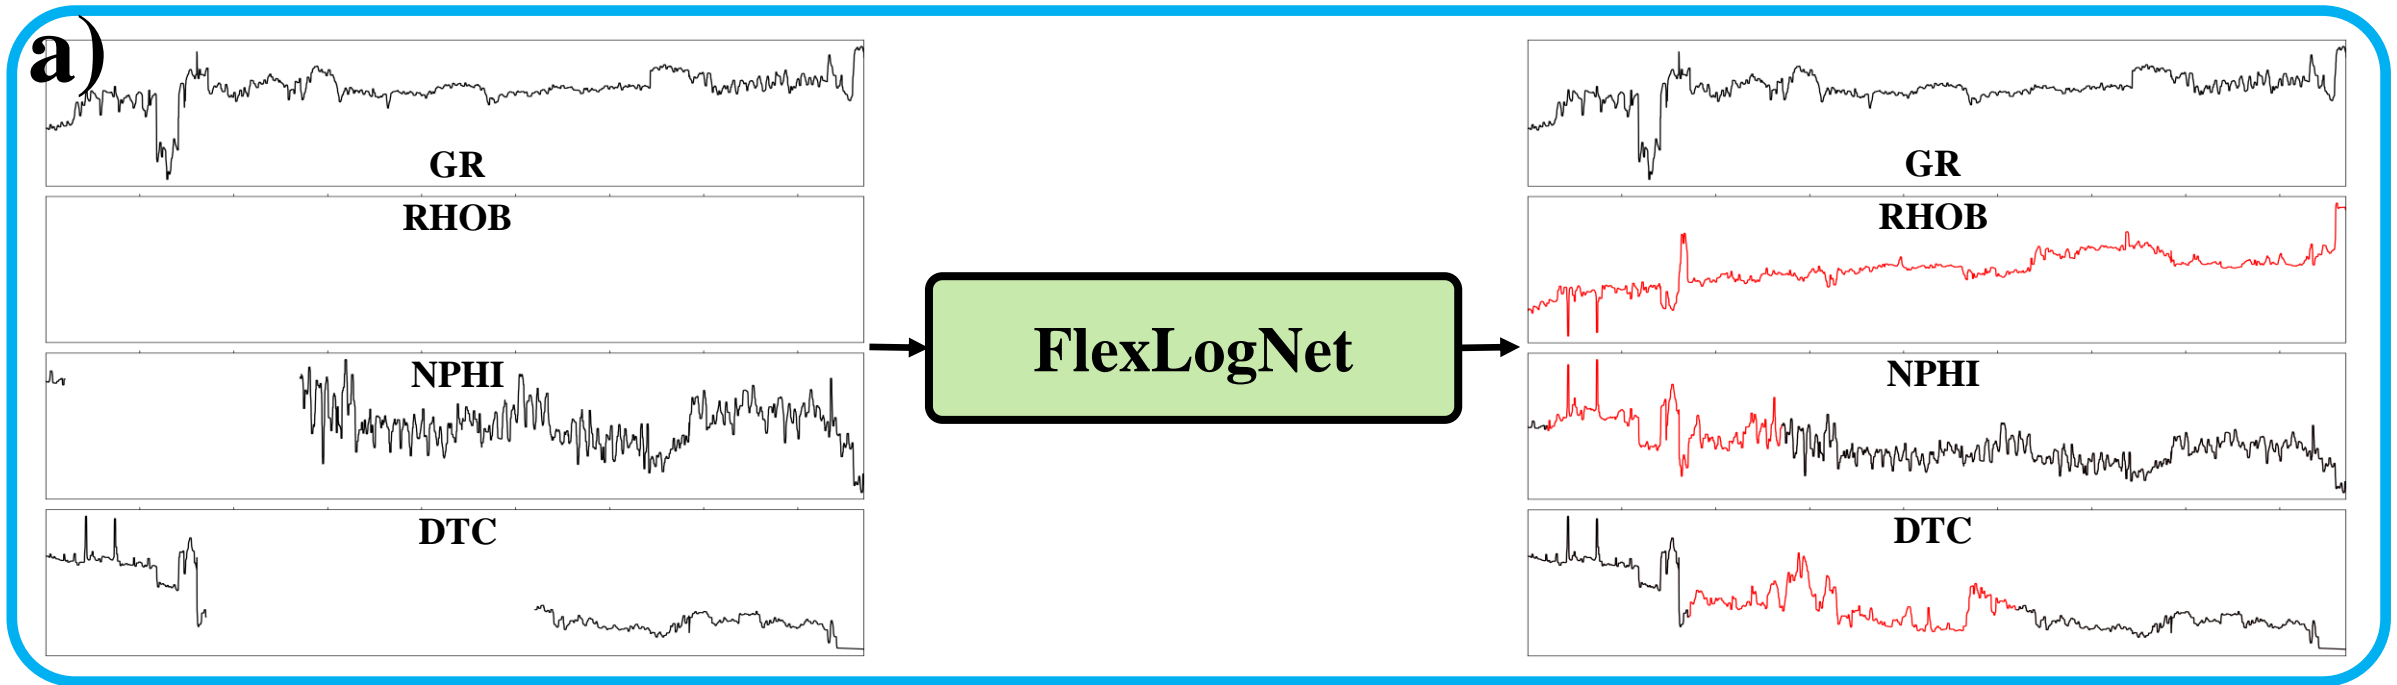 a)
GR
RHOB
NPHI
DTC
FlexLogNet
GR
RHOB
NPHI
DTC